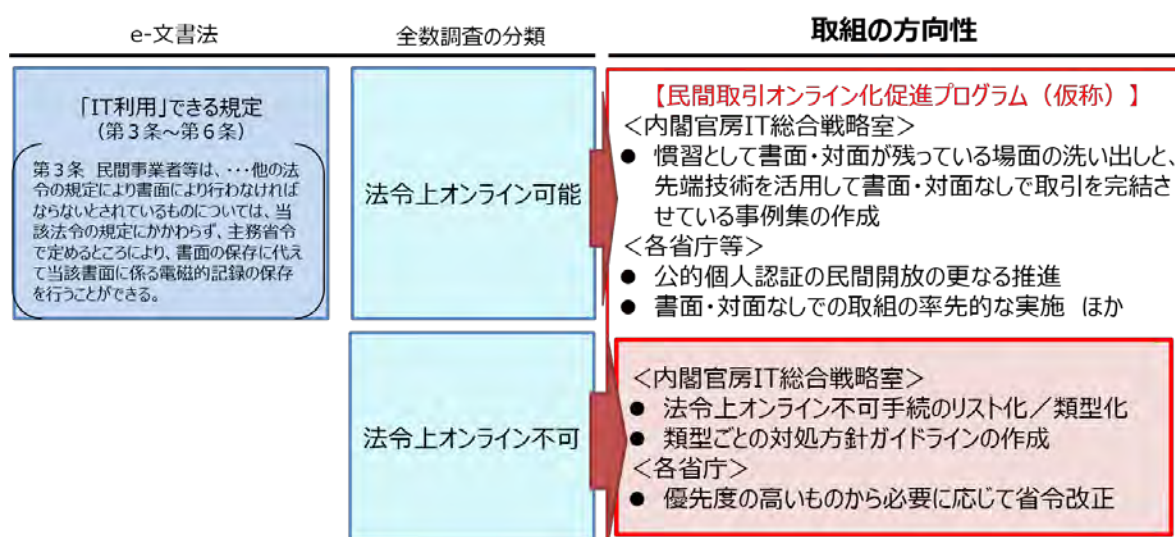 e-文書法
全数調査の分類
取組の方向性
「IT利用」できる規定
(第3条～第6条)
第3条 民間事業者等は、・・・他の法
令の規定により書面により行わなければ
ならないとされているものについては、当
該法令の規定にかかわらず、主務省令
で定めるところにより、書面の保存に代え
て当該書面に係る電磁的記録の保存
を行うことができる。
法令上オンライン可能
【民間取引オンライン化促進プログラム（仮称）】
＜内閣官房IT総合戦略室＞
● 慣習として書面・対面が残っている場面の洗い出しと、
先端技術を活用して書面・対面なしで取引を完結さ
せている事例集の作成
＜各省庁等＞
● 公的個人認証の民間開放の更なる推進
● 書面・対面なしでの取組の率先的な実施 ほか
法令上オンライン不可
＜内閣官房IT総合戦略室＞
● 法令上オンライン不可手続のリスト化／類型化
● 類型ごとの対処方針ガイドラインの作成
＜各省庁＞
● 優先度の高いものから必要に応じて省令改正